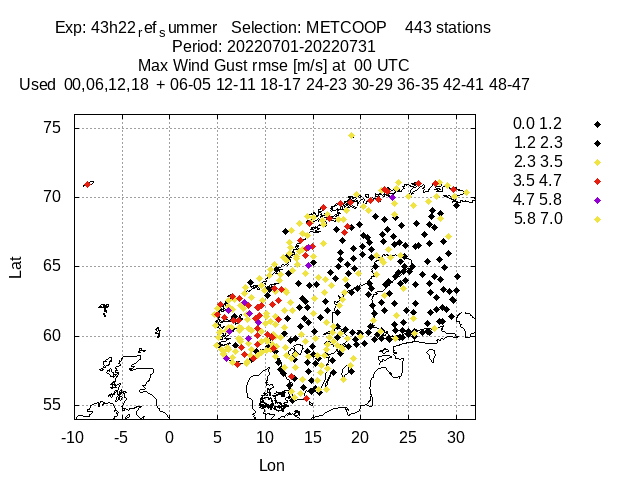 Exp: 43h22refsummer Selection: METCOOP 443 stations
Period: 20220701-20220731
Max Wind Gust rmse [m/s] at 00 UTC
Used 00,06,12,18 + 06-05 12-11 18-17 24-23 30-29 36-35 42-41 48-47
0.0 1.2
1.2 2.3
2.3 3.5
3.5 4.7
4.7 5.8
5.8 7.0
75
70
65
60
55
Lat
-10 -5 0 5 10 15 20 25 30
Lon